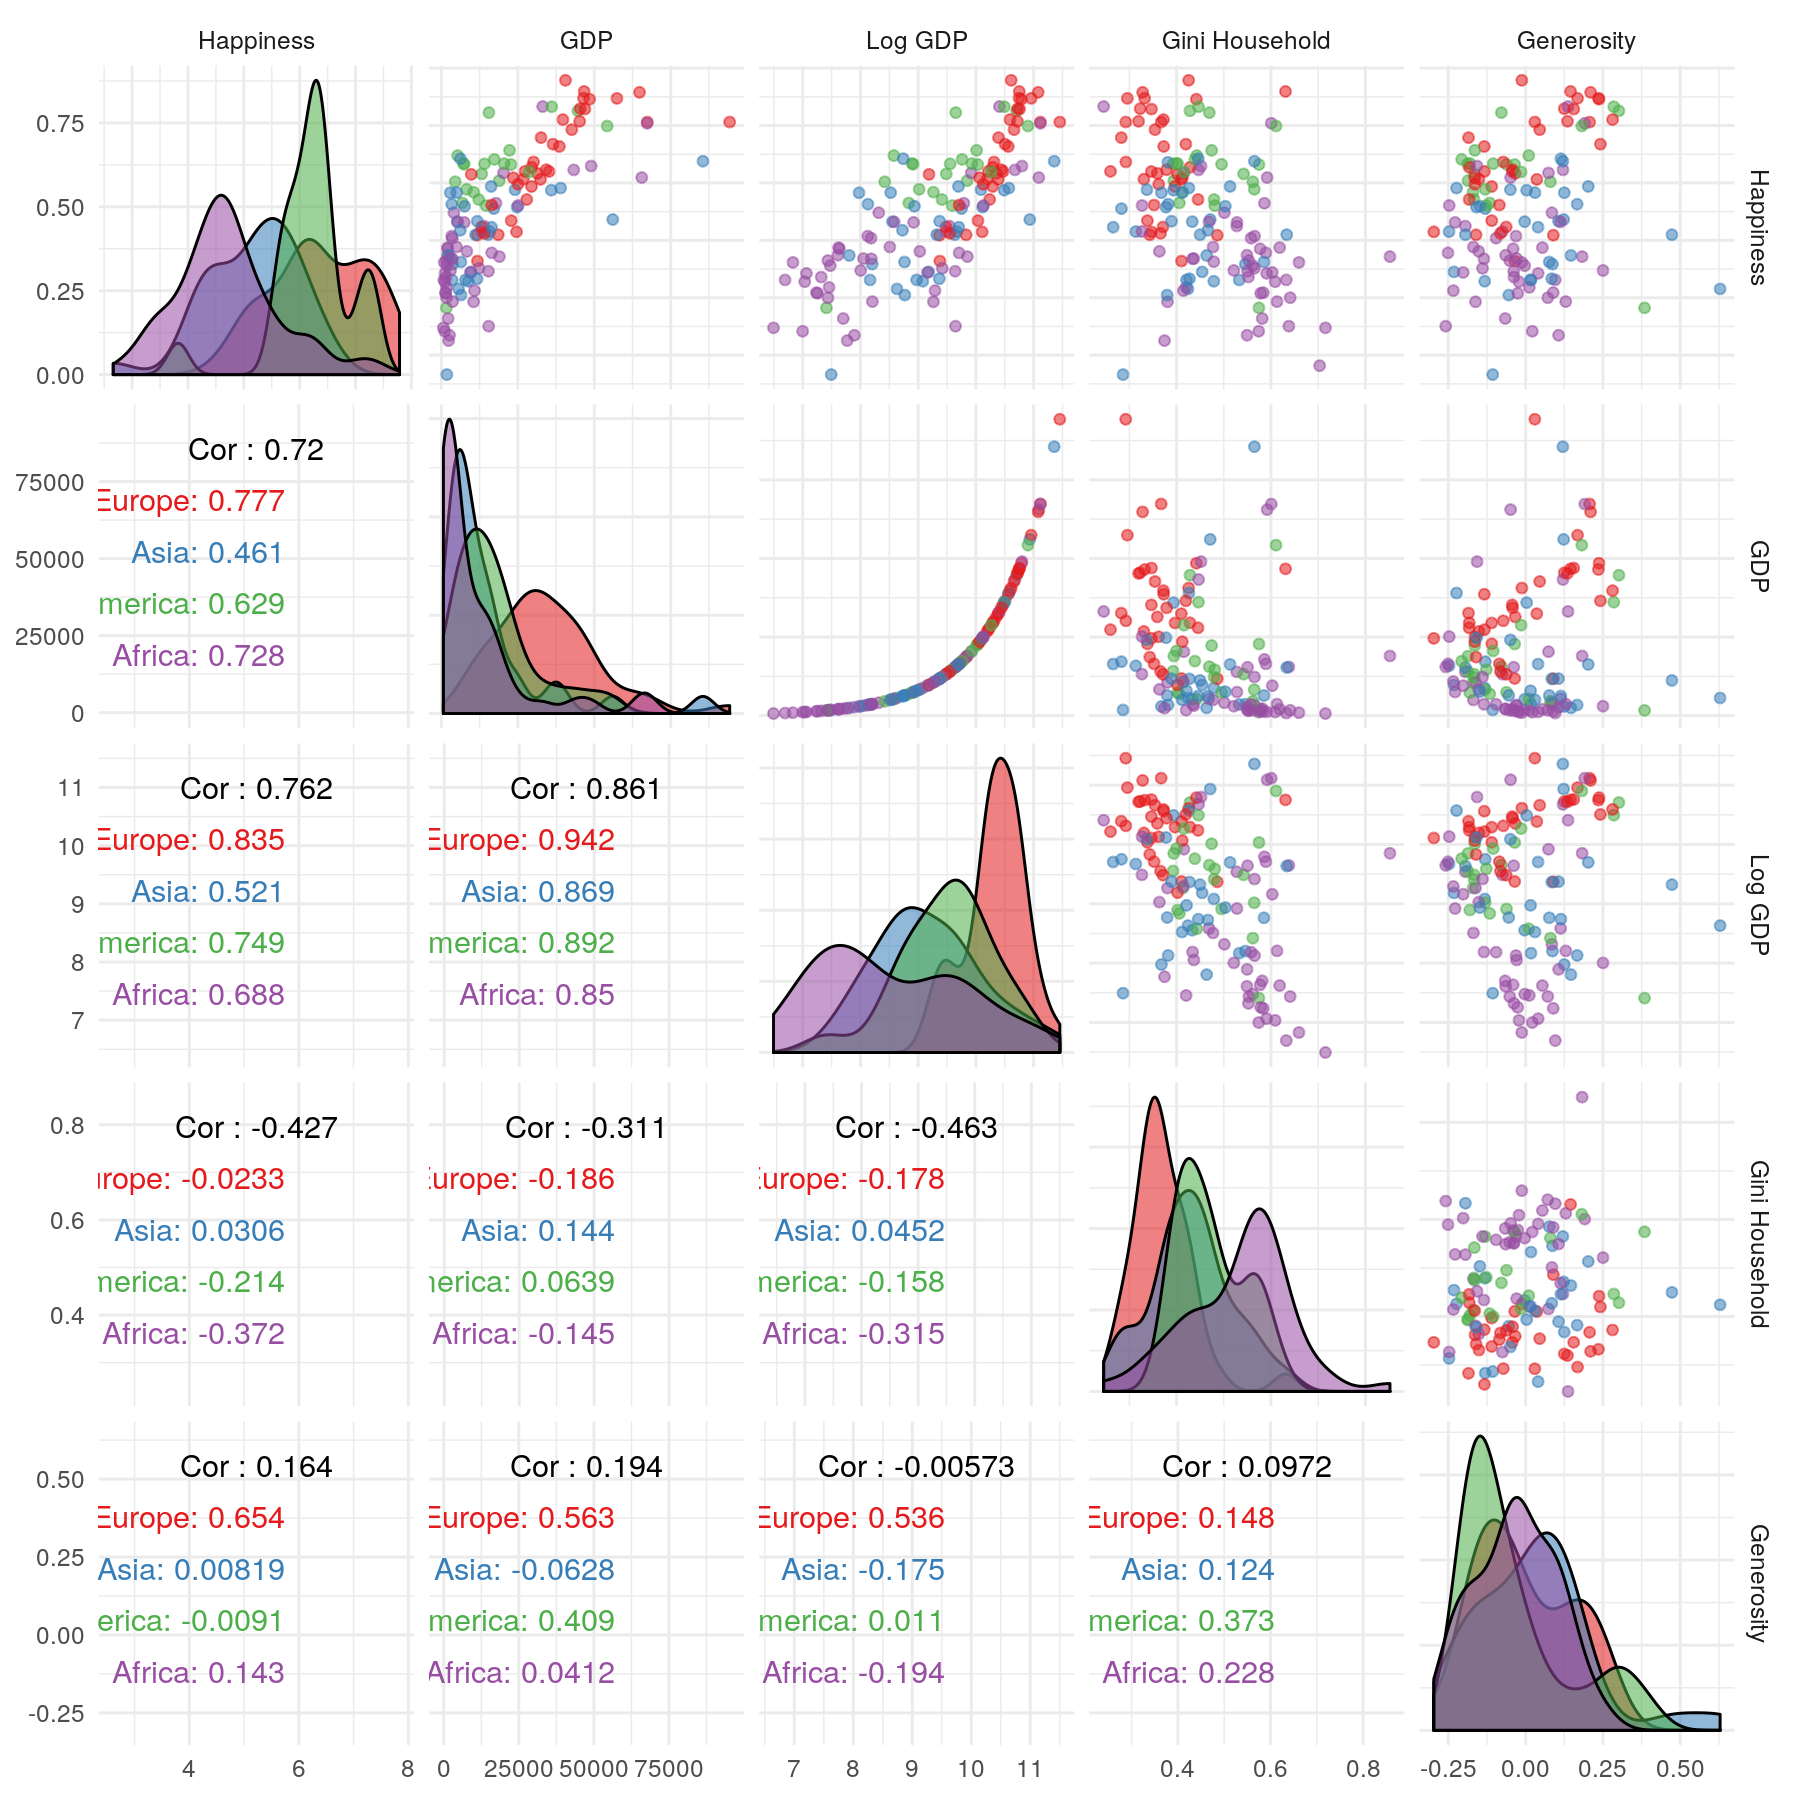 Happiness GDP Log GDP Gini Household Generosity
0.75
0.50
0.25
0.00
Happiness
Cor : 0.72
75000
Europe: 0.777
Asia: 0.461
50000
merica: 0.629
25000
Africa: 0.728
0
GDP
11
Cor : 0.762 Cor : 0.861
10
Europe: 0.835 Europe: 0.942
9
Asia: 0.521 Asia: 0.869
8
merica: 0.749 merica: 0.892
Africa: 0.688 Africa: 0.85
7
Log GDP
0.8
Cor : -0.427 Cor : -0.311 Cor : -0.463
urope: -0.0233 Europe: -0.186 Europe: -0.178
0.6
Asia: 0.0306 Asia: 0.144 Asia: 0.0452
merica: -0.214 nerica: 0.0639 merica: -0.158
0.4
Africa: -0.372 Africa: -0.145 Africa: -0.315
Gini Household
Cor : 0.164 Cor : 0.194 Cor : -0.00573 Cor : 0.0972
0.50
Europe: 0.654 Europe: 0.563 Europe: 0.536 Europe: 0.148
0.25
Asia: 0.00819 Asia: -0.0628 Asia: -0.175 Asia: 0.124
erica: -0.0091 merica: 0.409 merica: 0.011 merica: 0.373
0.00
Africa: 0.143 Africa: 0.0412 Africa: -0.194 Africa: 0.228
-0.25
Generosity
4 6 8 0 25000 50000 75000 7 8 9 10 11 0.4 0.6 0.8 -0.25 0.00 0.25 0.50